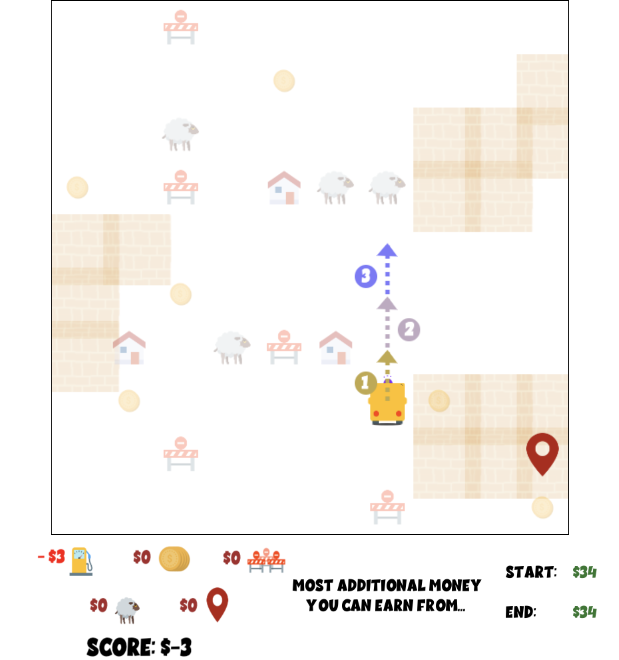 3
2
1
- $3
$0
$0
$0
$0
SCORE: $-3
MOST ADDITIONAL MONEY
YOU CAN EARN FROM...
START: $34
END: $34